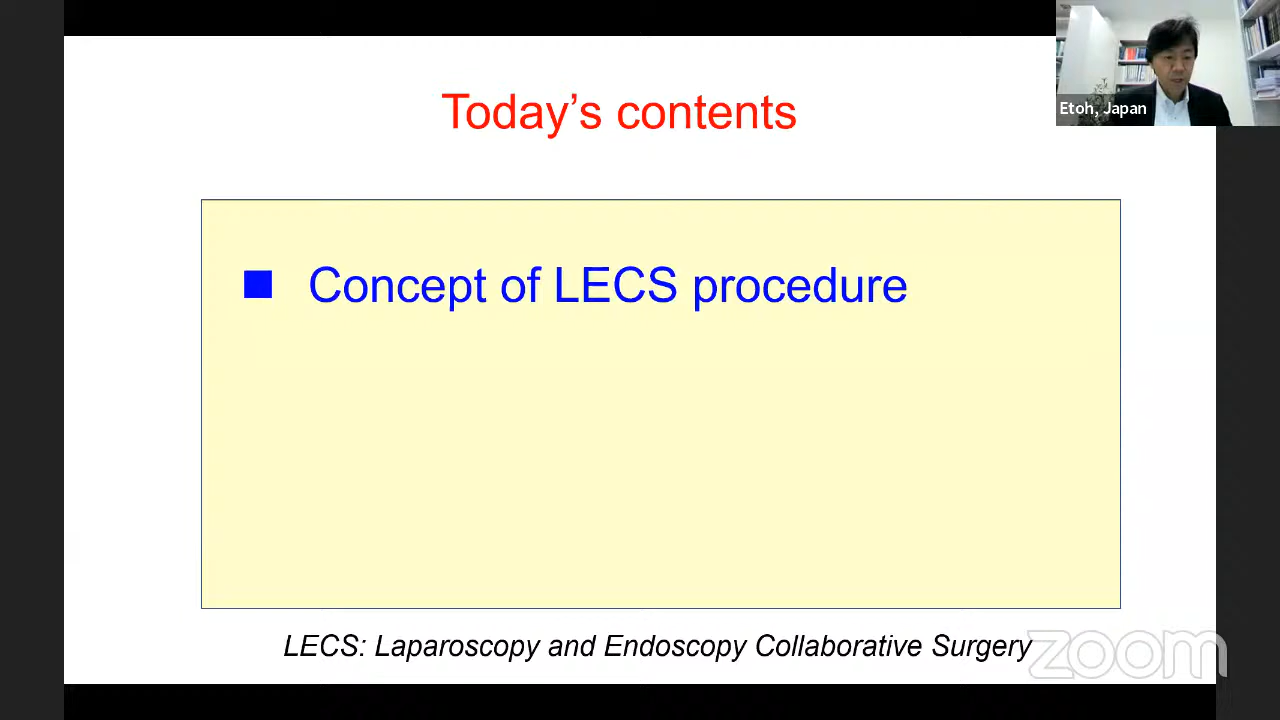 Today's contents
Etoh, Japan
■ Concept of LECS procedure
LECS: Laparoscopy and Endoscopy Collaborative Surgery
zoom